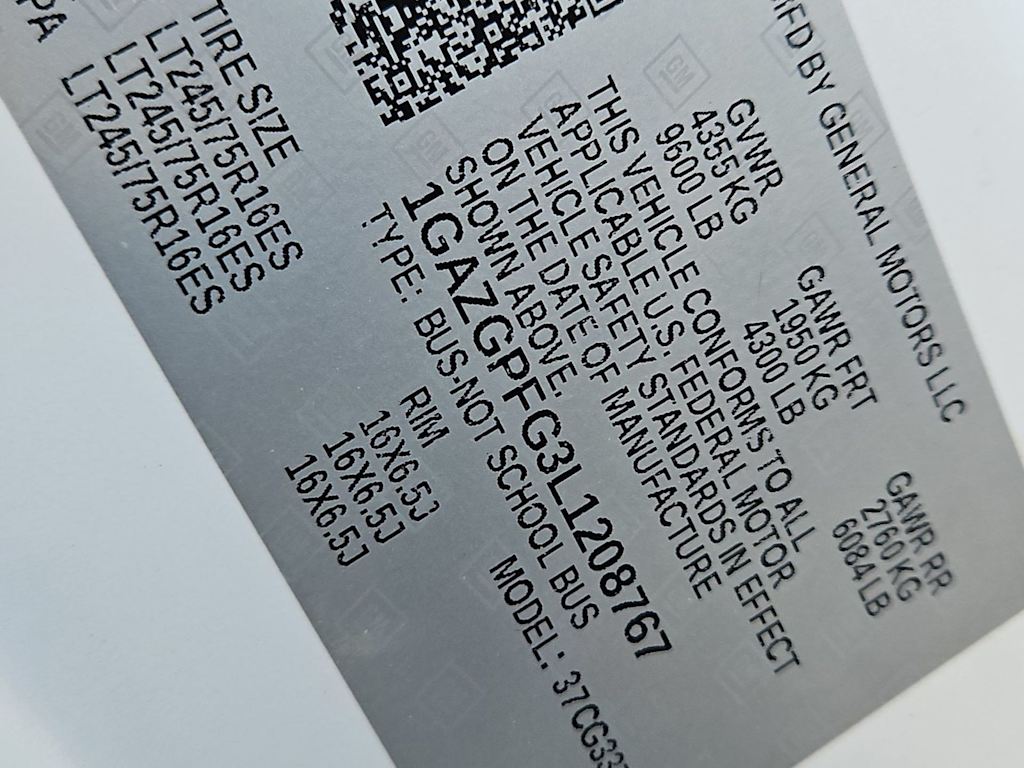 MFD BY GENERAL MOTORS LLC
GVWR GAWR FRT GAWR RR
4355 KG 1950 KG 2760 KG
9600 LB 4300 LB 6084 LB
THIS VEHICLE CONFORMS TO ALL
APPLICABLE U.S. FEDERAL MOTOR
VEHICLE SAFETY STANDARDS IN EFFECT
ON THE DATE OF MANUFACTURE
SHOWN ABOVE.
1GAZGPFG3L1208767
TYPE: BUS-NOT SCHOOL BUS MODEL: 37CG33
TIRE SIZE RIM
LT245/75R16ES 16X6.5J
LT245/75R16ES 16X6.5J
LT245/75R16ES 16X6.5J